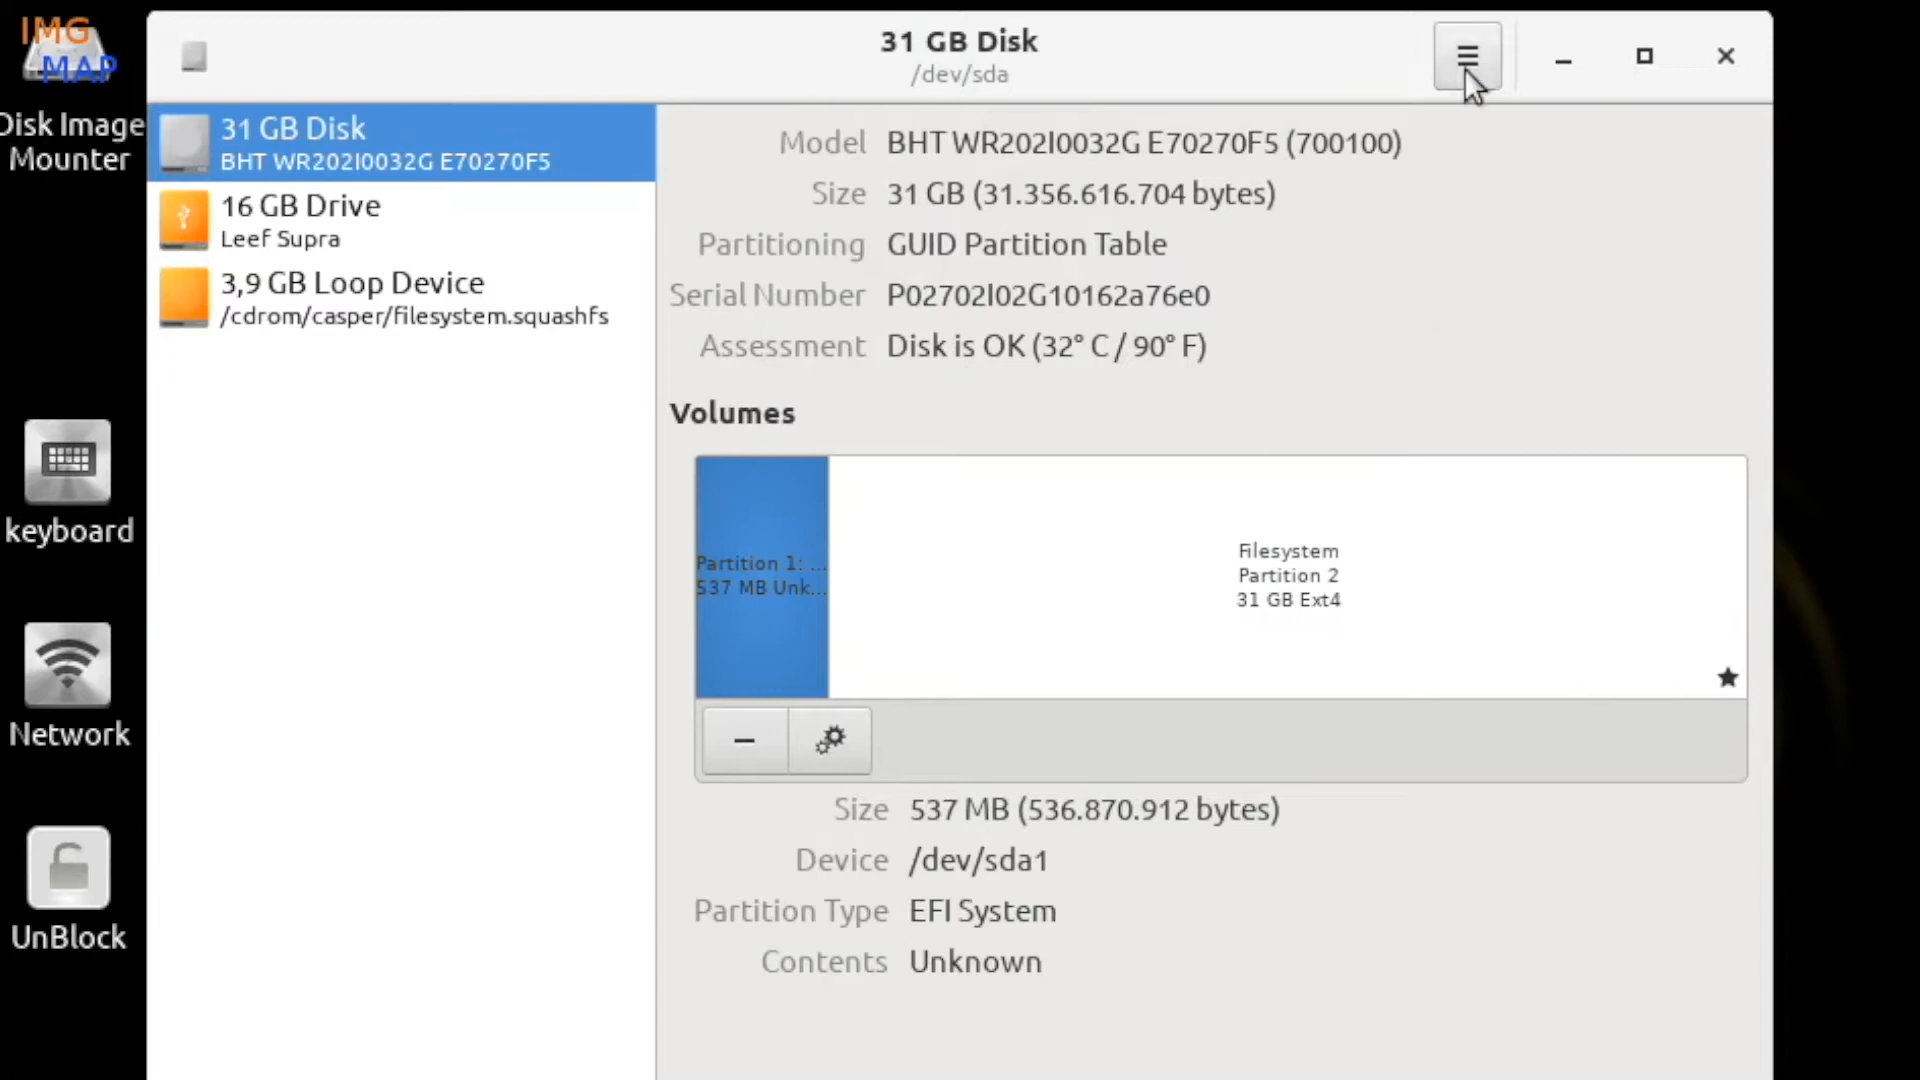 IMG
MAP
Disk Image
Mounter
keyboard
Network
UnBlock
31 GB Disk
/dev/sda
31 GB Disk
BHT WR202I0032G E70270F5
16 GB Drive
Leef Supra
3,9 GB Loop Device
/cdrom/casper/filesystem.squashfs
Model BHT WR202I0032G E70270F5 (700100)
Size 31 GB (31.356.616.704 bytes)
Partitioning GUID Partition Table
Serial Number P02702I02G10162a76e0
Assessment Disk is OK (32° C / 90° F)
Volumes
Partition 1: ...
537 MB Unk...
Filesystem
Partition 2
31 GB Ext4
Size 537 MB (536.870.912 bytes)
Device /dev/sda1
Partition Type EFI System
Contents Unknown